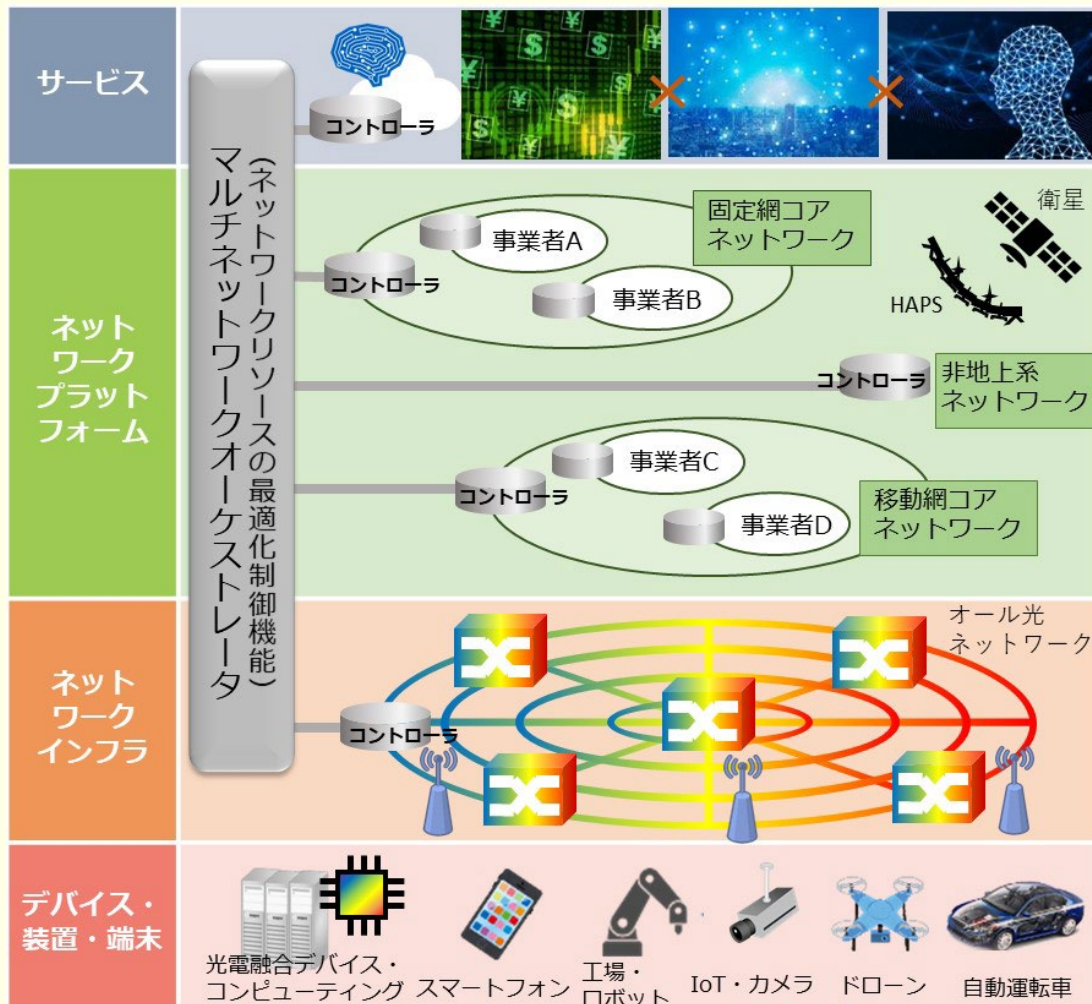 サービス
コントローラ
マルチネットワークオーケストレータ
(ネットワークリソースの最適化制御機能)
ネット
ワーク
プラット
フォーム
固定網コア
ネットワーク
事業者A
コントローラ
事業者B
衛星
HAPS
コントローラ
非地上系
ネットワーク
事業者C
コントローラ
事業者D
移動網コア
ネットワーク
ネット
ワーク
インフラ
オール光
ネットワーク
コントローラ
デバイス・
装置・端末
光電融合デバイス・
コンピューティング
スマートフォン
工場・
ロボット
IoT・カメラ
ドローン
自動運転車